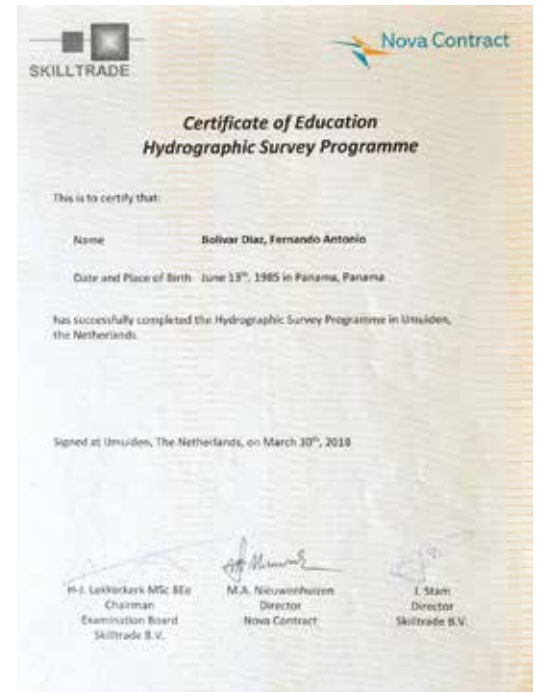 SKILLTRADE
Nova Contract
Certificate of Education
Hydrographic Survey Programme
This is to certify that:
Name Bolivar Diaz, Fernando Antonio
Date and Place of Birth June 13th, 1985 in Panama, Panama
has successfully completed the Hydrographic Survey Programme in IJmuiden,
the Netherlands.
Signed at IJmuiden, The Netherlands, on March 30th, 2018
H-J. Lekkerkerk MSc BEe
Chairman
Examination Board
Skilltrade B.V.
M.A. Nieuwenhuizen
Director
Nova Contract
J. Stam
Director
Skilltrade B.V.